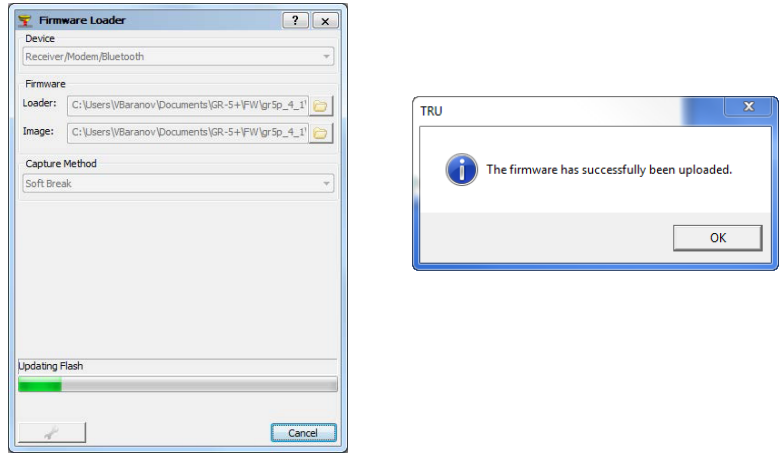 Firmware Loader
Device
Receiver/Modem/Bluetooth
Firmware
Loader: C:\Users\VBaranov\Documents\GR-5+\FW\gr5p_4_1\
Image: C:\Users\VBaranov\Documents\GR-5+\FW\gr5p_4_1\
Capture Method
Soft Break
Updating Flash
Cancel
TRU
The firmware has successfully been uploaded.
OK